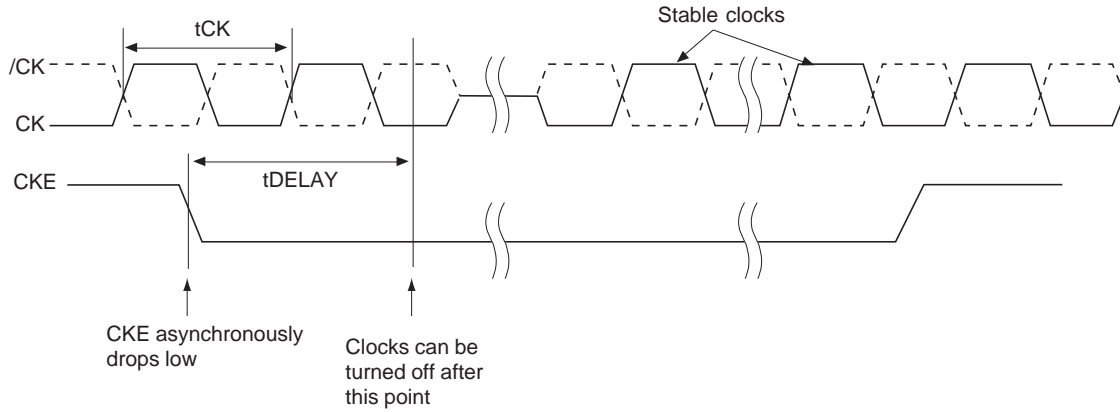 Stable clocks
tCK
/CK
CK
tDELAY
CKE
CKE asynchronously
drops low
Clocks can be
turned off after
this point